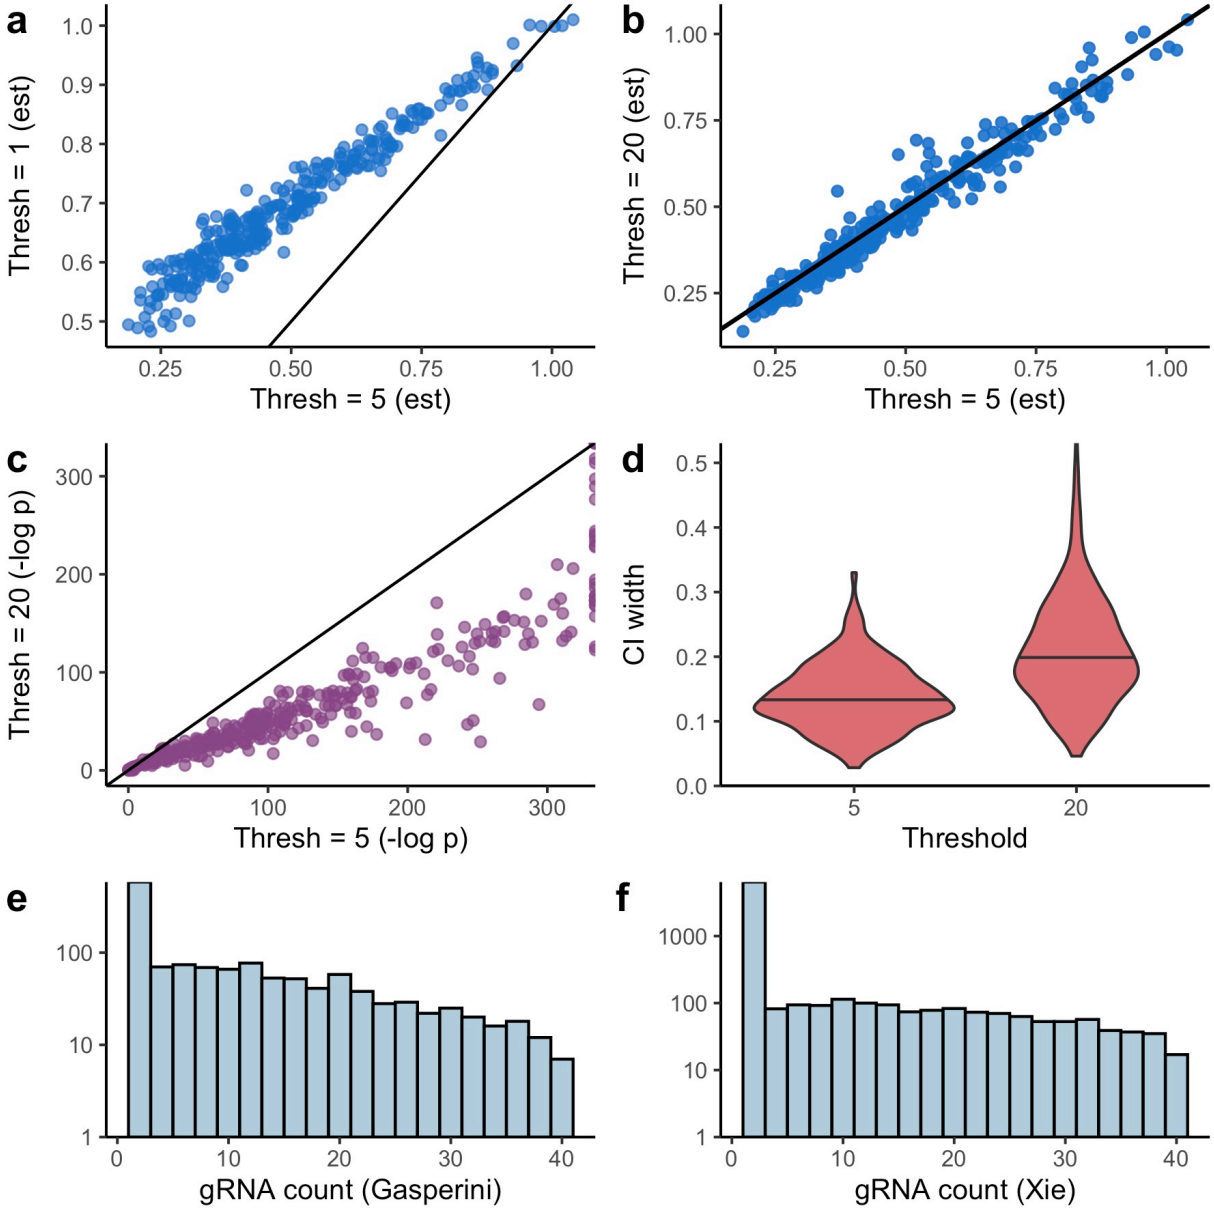 a
1.0
0.9
0.8
0.7
0.6
0.5
Thresh = 1 (est)
0.25 0.50 0.75 1.00
Thresh = 5 (est)
b
1.00
0.75
0.50
0.25
Thresh = 20 (est)
0.25 0.50 0.75 1.00
Thresh = 5 (est)
c
300
200
100
0
Thresh = 20 (-log p)
0 100 200 300
Thresh = 5 (-log p)
d
0.5
0.4
0.3
0.2
0.1
0.0
CI width
5 20
Threshold
e
100
10
1
0 10 20 30 40
gRNA count (Gasperini)
f
1000
100
10
1
0 10 20 30 40
gRNA count (Xie)